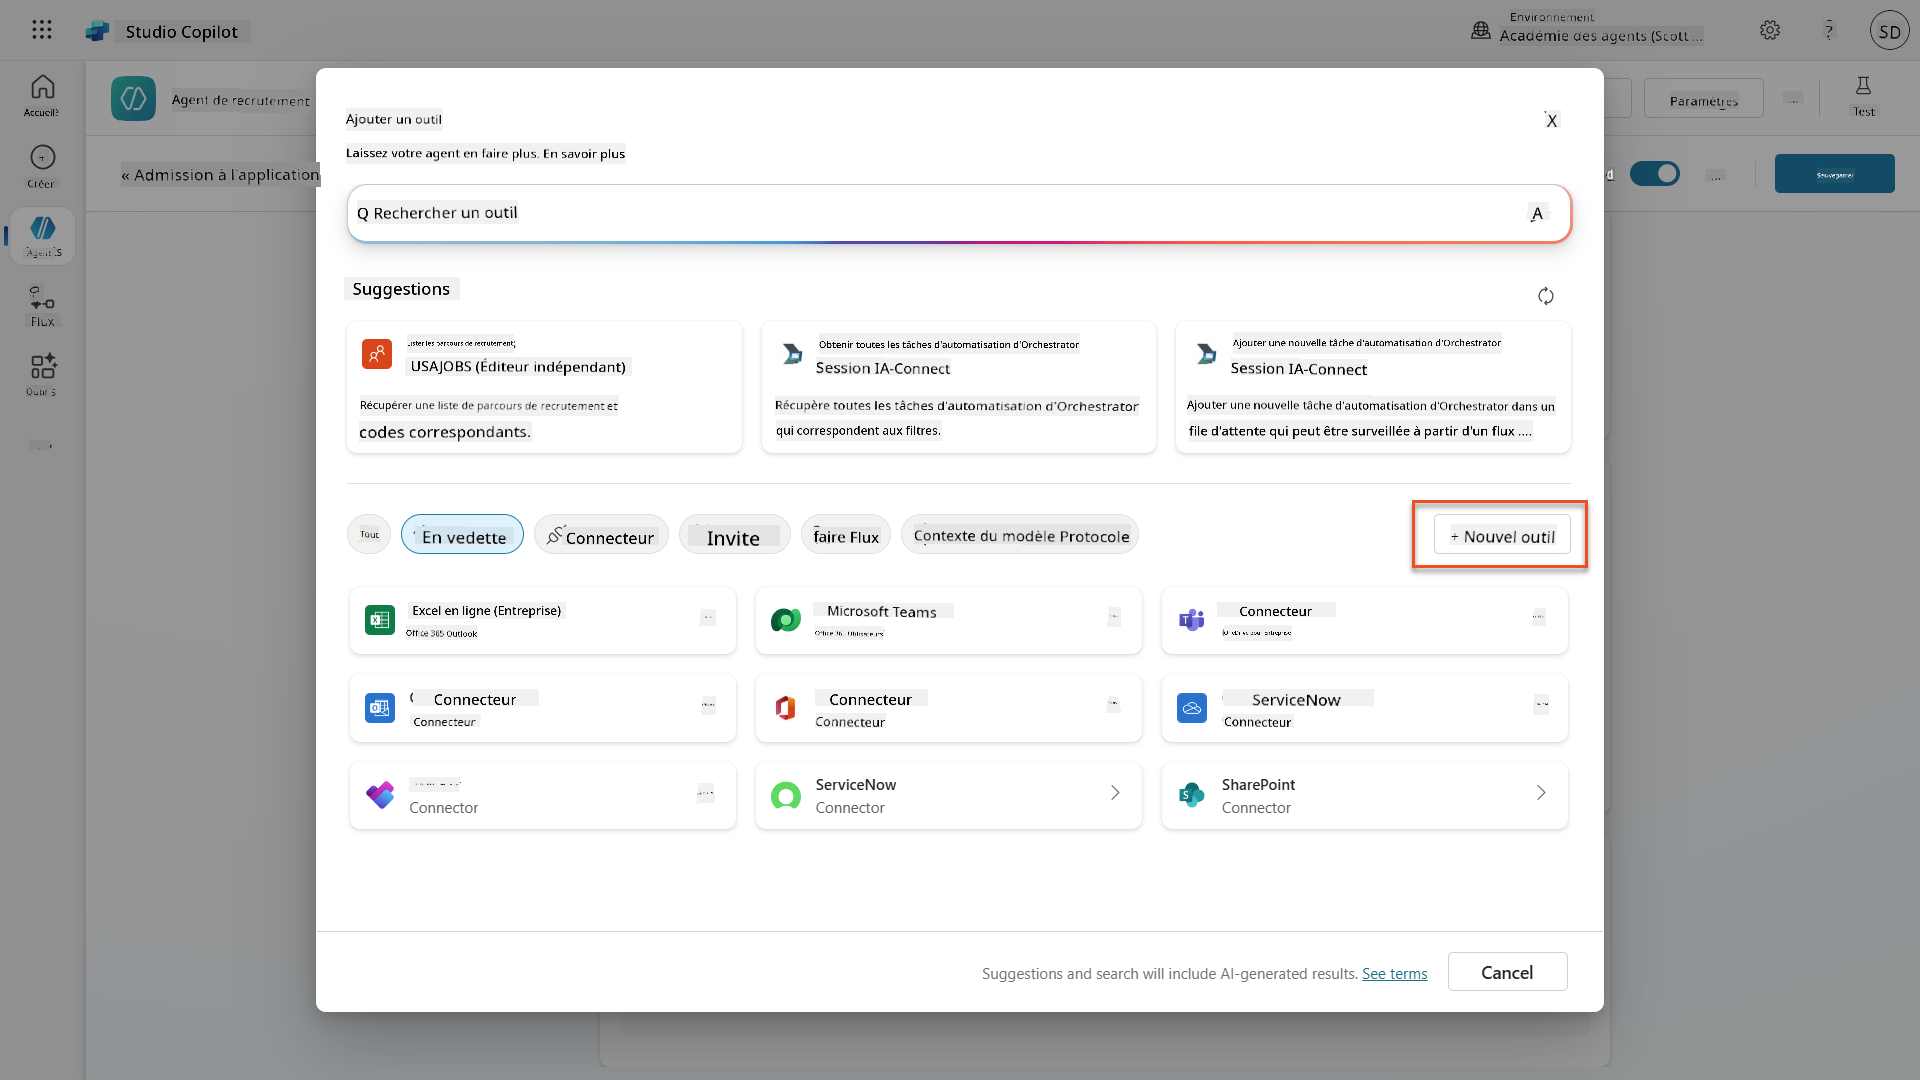 Studio Copilot
Environnement
Académie des agents (Scott ...
?
SD
Accueil
Créer
Agents
Flux
Outils
Agent de recrutement
Paramètres
...
Test
« Admission à l'application
...
Sauvegarder
Ajouter un outil
X
Laissez votre agent en faire plus. En savoir plus
Q Rechercher un outil
A
Suggestions
Lister les parcours de recrutement
USAJOBS (Éditeur indépendant)
Récupérer une liste de parcours de recrutement et
codes correspondants.
Obtenir toutes les tâches d'automatisation d'Orchestrator
Session IA-Connect
Récupère toutes les tâches d'automatisation d'Orchestrator
qui correspondent aux filtres.
Ajouter une nouvelle tâche d'automatisation d'Orchestrator
Session IA-Connect
Ajouter une nouvelle tâche d'automatisation d'Orchestrator dans un
file d'attente qui peut être surveillée à partir d'un flux ....
Tout
En vedette
Connecteur
Invite
faire Flux
Contexte du modèle Protocole
+ Nouvel outil
Excel en ligne (Entreprise)
Office 365 Outlook
Microsoft Teams
Office 365 Utilisateurs
Connecteur
OneDrive pour Entreprise
Connecteur
Connecteur
Connecteur
Connecteur
ServiceNow
Connecteur
Connector
ServiceNow
Connector
SharePoint
Connector
Suggestions and search will include AI-generated results. See terms
Cancel